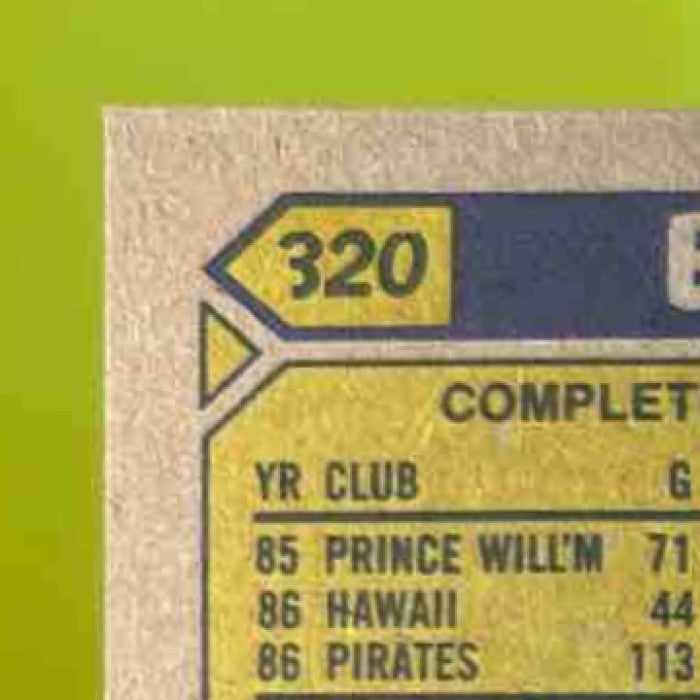 320
COMPLET
YR CLUB G
85 PRINCE WILL'M 71
86 HAWAII 44
86 PIRATES 113